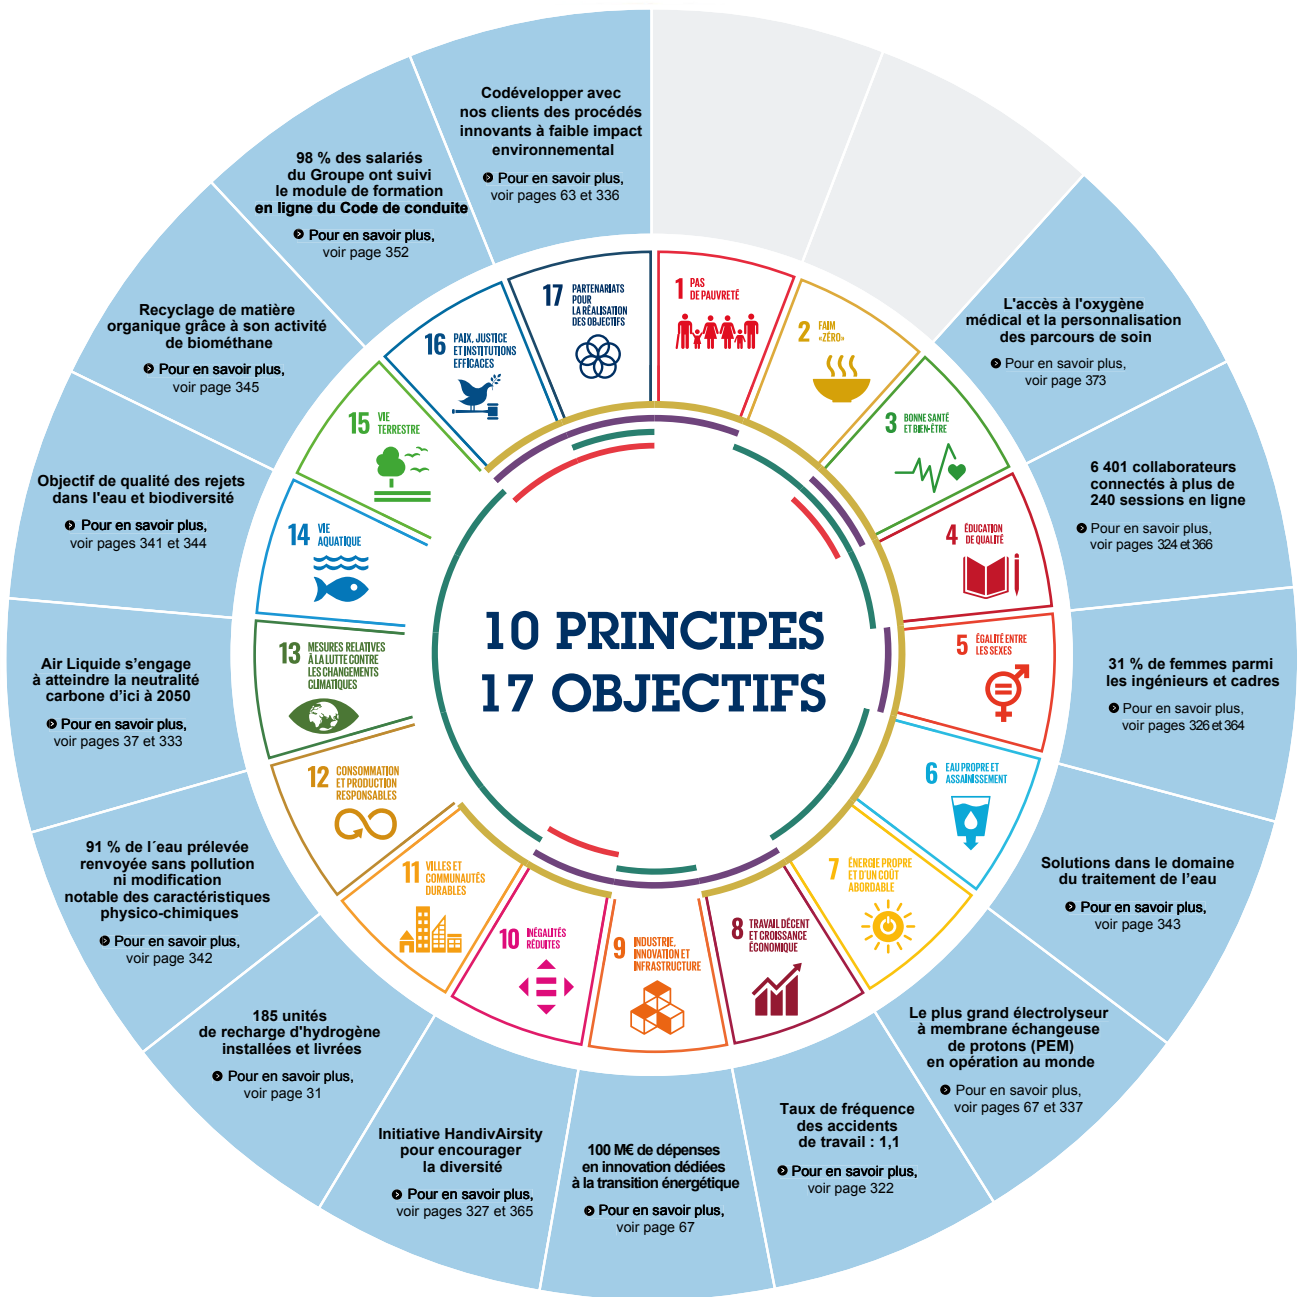 10 PRINCIPES
17 OBJECTIFS
1 PAS
DE PAUVRETÉ
2 FAIM
«ZÉRO»
3 BONNE SANTÉ
ET BIEN-ÊTRE
L'accès à l'oxygène
médical et la personnalisation
des parcours de soin
Pour en savoir plus,
voir page 373
4 ÉDUCATION
DE QUALITÉ
6 401 collaborateurs
connectés à plus de
240 sessions en ligne
Pour en savoir plus,
voir pages 324 et 366
5 ÉGALITÉ ENTRE
LES SEXES
31 % de femmes parmi
les ingénieurs et cadres
Pour en savoir plus,
voir pages 326 et 364
6 EAU PROPRE ET
ASSAINISSEMENT
Solutions dans le domaine
du traitement de l’eau
Pour en savoir plus,
voir page 343
7 ÉNERGIE PROPRE
ET D'UN COÛT
ABORDABLE
Le plus grand électrolyseur
à membrane échangeuse
de protons (PEM)
en opération au monde
Pour en savoir plus,
voir pages 67 et 337
8 TRAVAIL DÉCENT
ET CROISSANCE
ÉCONOMIQUE
Taux de fréquence
des accidents
de travail : 1,1
Pour en savoir plus,
voir page 322
9 INDUSTRIE,
INNOVATION ET
INFRASTRUCTURE
100 M€ de dépenses
en innovation dédiées
à la transition énergétique
Pour en savoir plus,
voir page 67
10 INÉGALITÉS
RÉDUITES
Initiative HandivAirsity
pour encourager
la diversité
Pour en savoir plus,
voir pages 327 et 365
11 VILLES ET
COMMUNAUTÉS
DURABLES
185 unités
de recharge d'hydrogène
installées et livrées
Pour en savoir plus,
voir page 31
12 CONSOMMATION
ET PRODUCTION
RESPONSABLES
91 % de l´eau prélevée
renvoyée sans pollution
ni modification
notable des caractéristiques
physico-chimiques
Pour en savoir plus,
voir page 342
13 MESURES RELATIVES
À LA LUTTE CONTRE
LES CHANGEMENTS
CLIMATIQUES
Air Liquide s’engage
à atteindre la neutralité
carbone d’ici à 2050
Pour en savoir plus,
voir pages 37 et 333
14 VIE
AQUATIQUE
Objectif de qualité des rejets
dans l'eau et biodiversité
Pour en savoir plus,
voir pages 341 et 344
15 VIE
TERRESTRE
Recyclage de matière
organique grâce à son activité
de biométhane
Pour en savoir plus,
voir page 345
16 PAIX, JUSTICE
ET INSTITUTIONS
EFFICACES
98 % des salariés
du Groupe ont suivi
le module de formation
en ligne du Code de conduite
Pour en savoir plus,
voir page 352
17 PARTENARIATS
POUR
LA RÉALISATION
DES OBJECTIFS
Codévelopper avec
nos clients des procédés
innovants à faible impact
environnemental
Pour en savoir plus,
voir pages 63 et 336